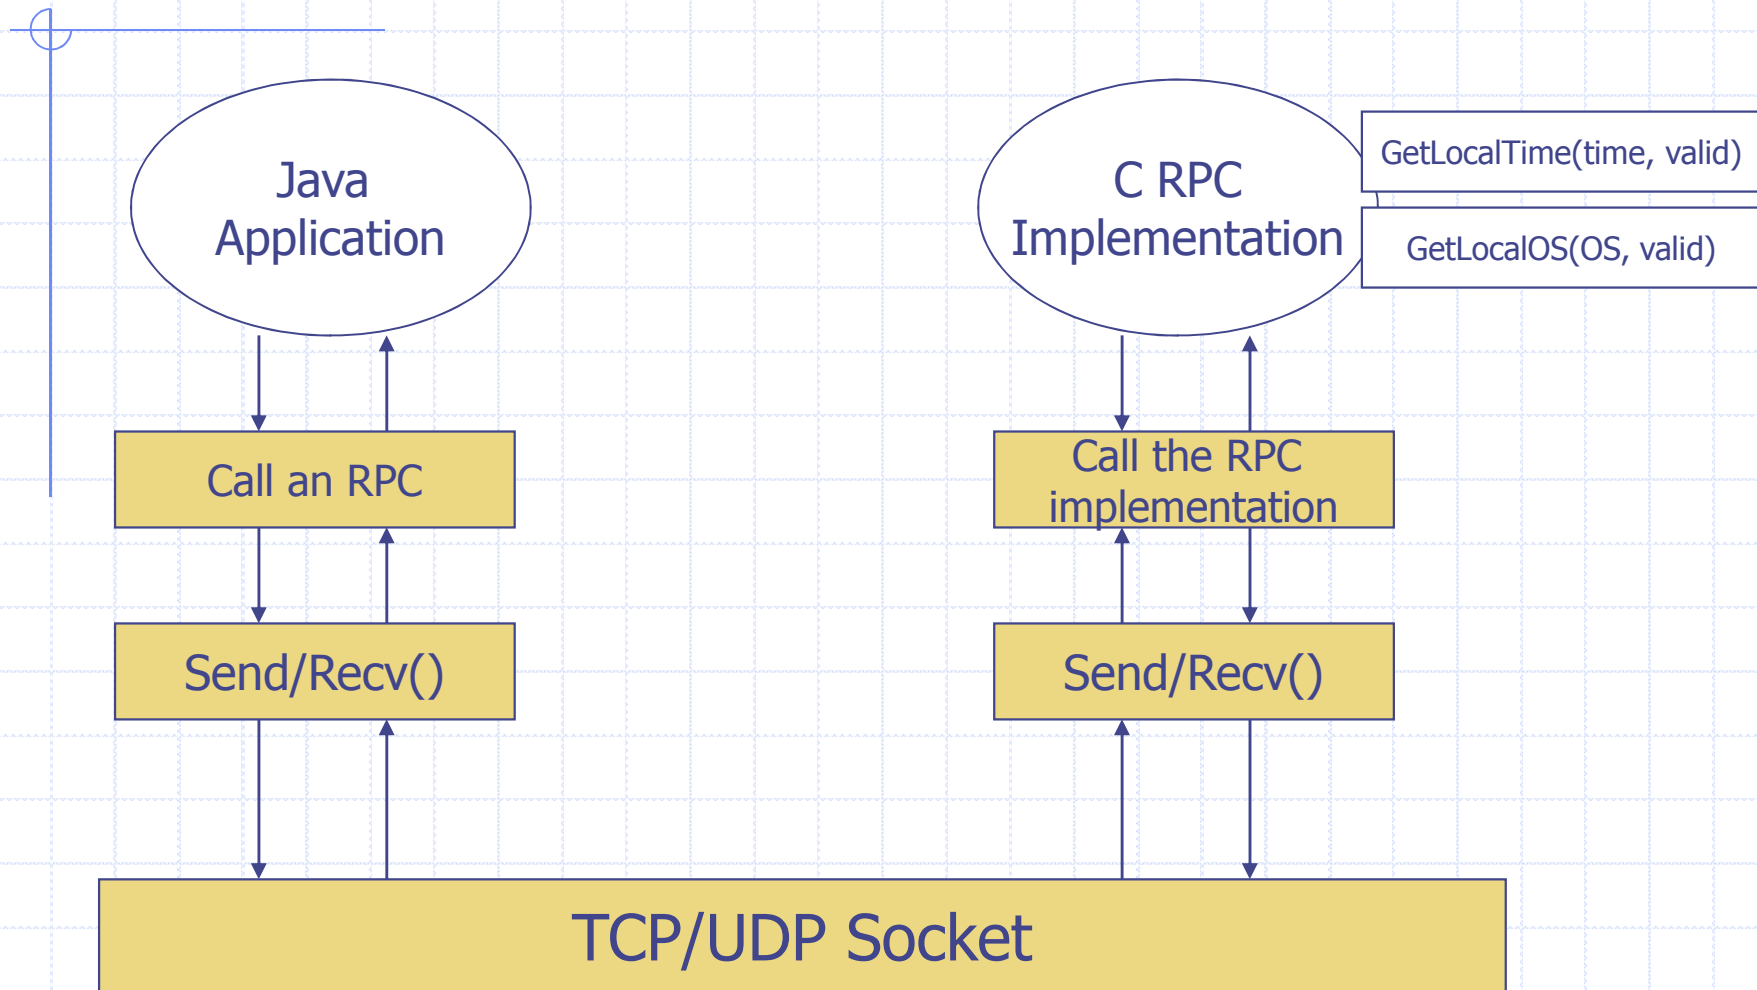 Java
Application
C RPC
Implementation
GetLocalTime(time, valid)
GetLocalOS(OS, valid)
Call an RPC
Call the RPC
implementation
Send/Recv()
Send/Recv()
TCP/UDP Socket